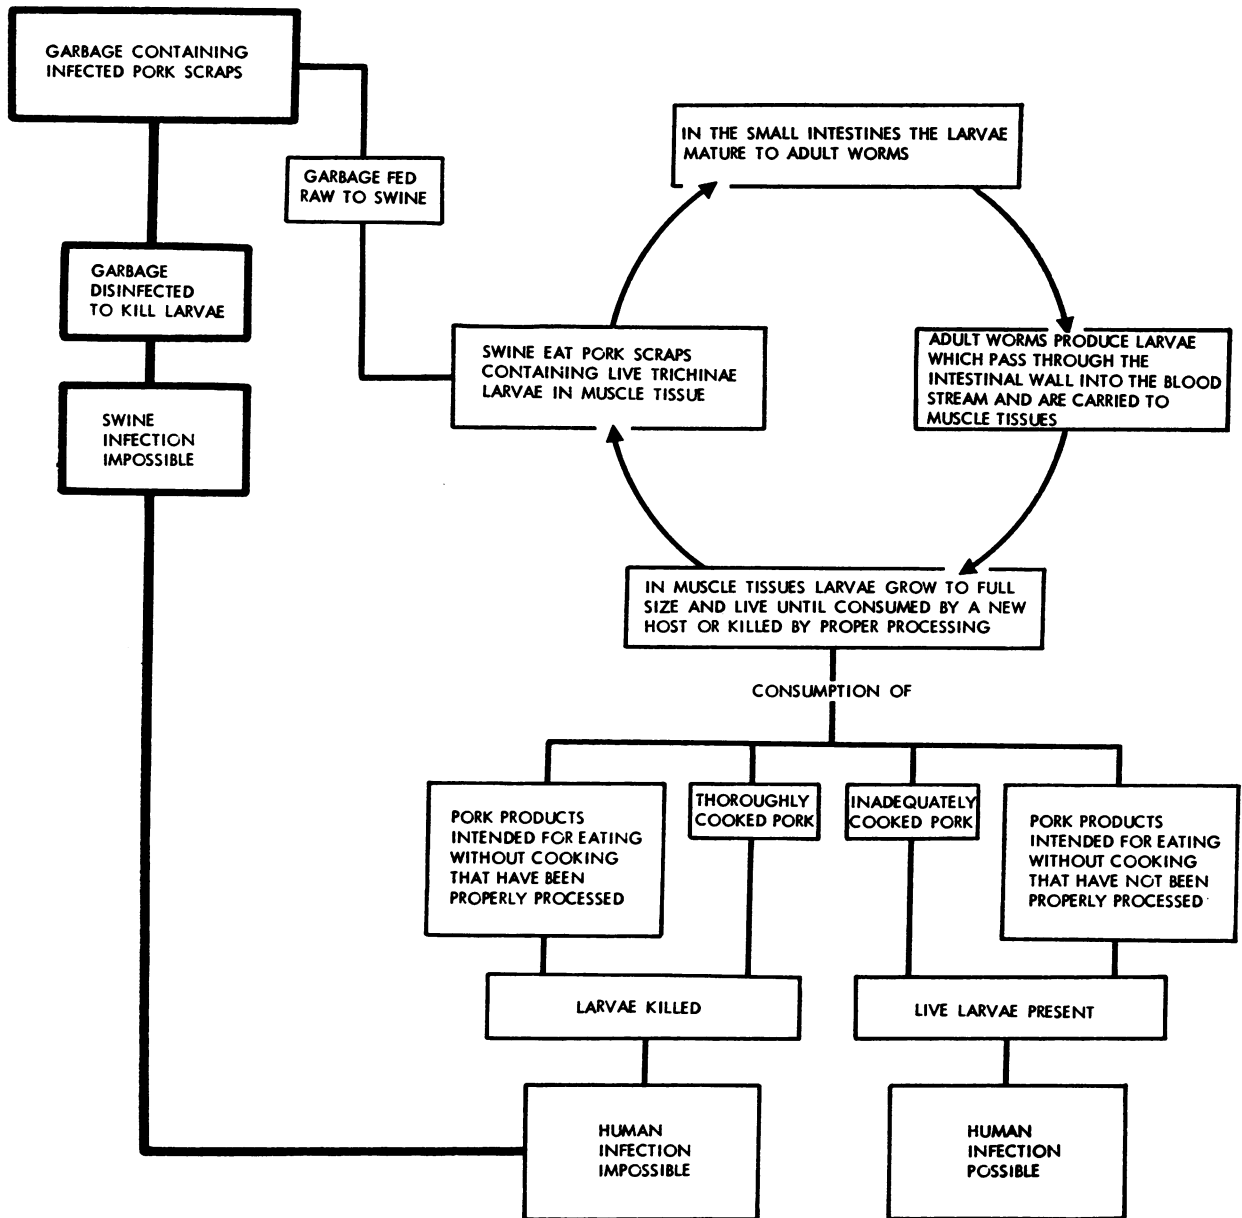 GARBAGE CONTAINING
INFECTED PORK SCRAPS
IN THE SMALL INTESTINES THE LARVAE
MATURE TO ADULT WORMS
GARBAGE FED
RAW TO SWINE
GARBAGE
DISINFECTED
TO KILL LARVAE
SWINE EAT PORK SCRAPS
CONTAINING LIVE TRICHINAE
LARVAE IN MUSCLE TISSUE
ADULT WORMS PRODUCE LARVAE
WHICH PASS THROUGH THE
INTESTINAL WALL INTO THE BLOOD
STREAM AND ARE CARRIED TO
MUSCLE TISSUES
SWINE
INFECTION
IMPOSSIBLE
IN MUSCLE TISSUES LARVAE GROW TO FULL
SIZE AND LIVE UNTIL CONSUMED BY A NEW
HOST OR KILLED BY PROPER PROCESSING
CONSUMPTION OF
PORK PRODUCTS
INTENDED FOR EATING
WITHOUT COOKING
THAT HAVE BEEN
PROPERLY PROCESSED
THOROUGHLY
COOKED PORK
INADEQUATELY
COOKED PORK
PORK PRODUCTS
INTENDED FOR EATING
WITHOUT COOKING
THAT HAVE NOT BEEN
PROPERLY PROCESSED
LARVAE KILLED
LIVE LARVAE PRESENT
HUMAN
INFECTION
IMPOSSIBLE
HUMAN
INFECTION
POSSIBLE